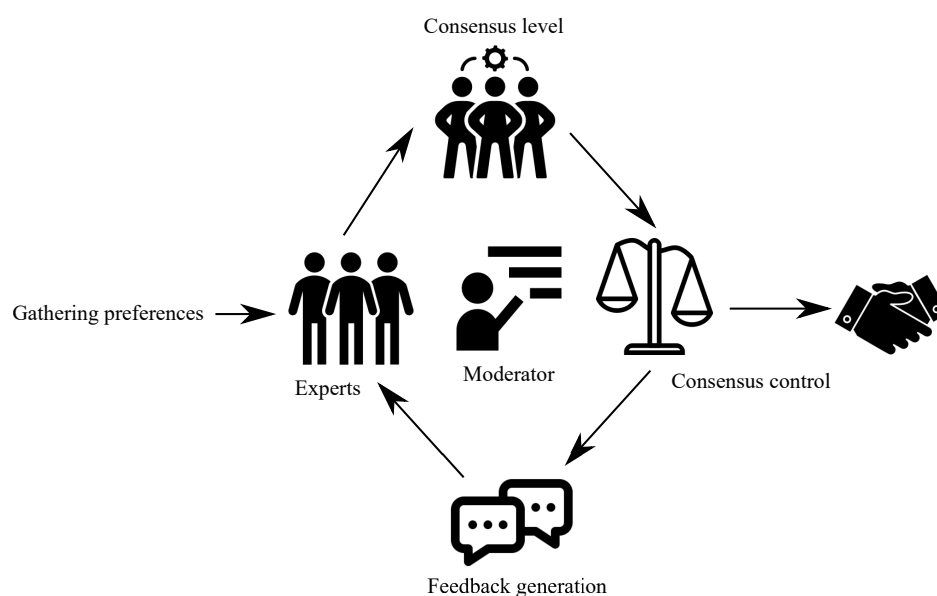 Consensus level
Gathering preferences
Experts
Moderator
Consensus control
Feedback generation